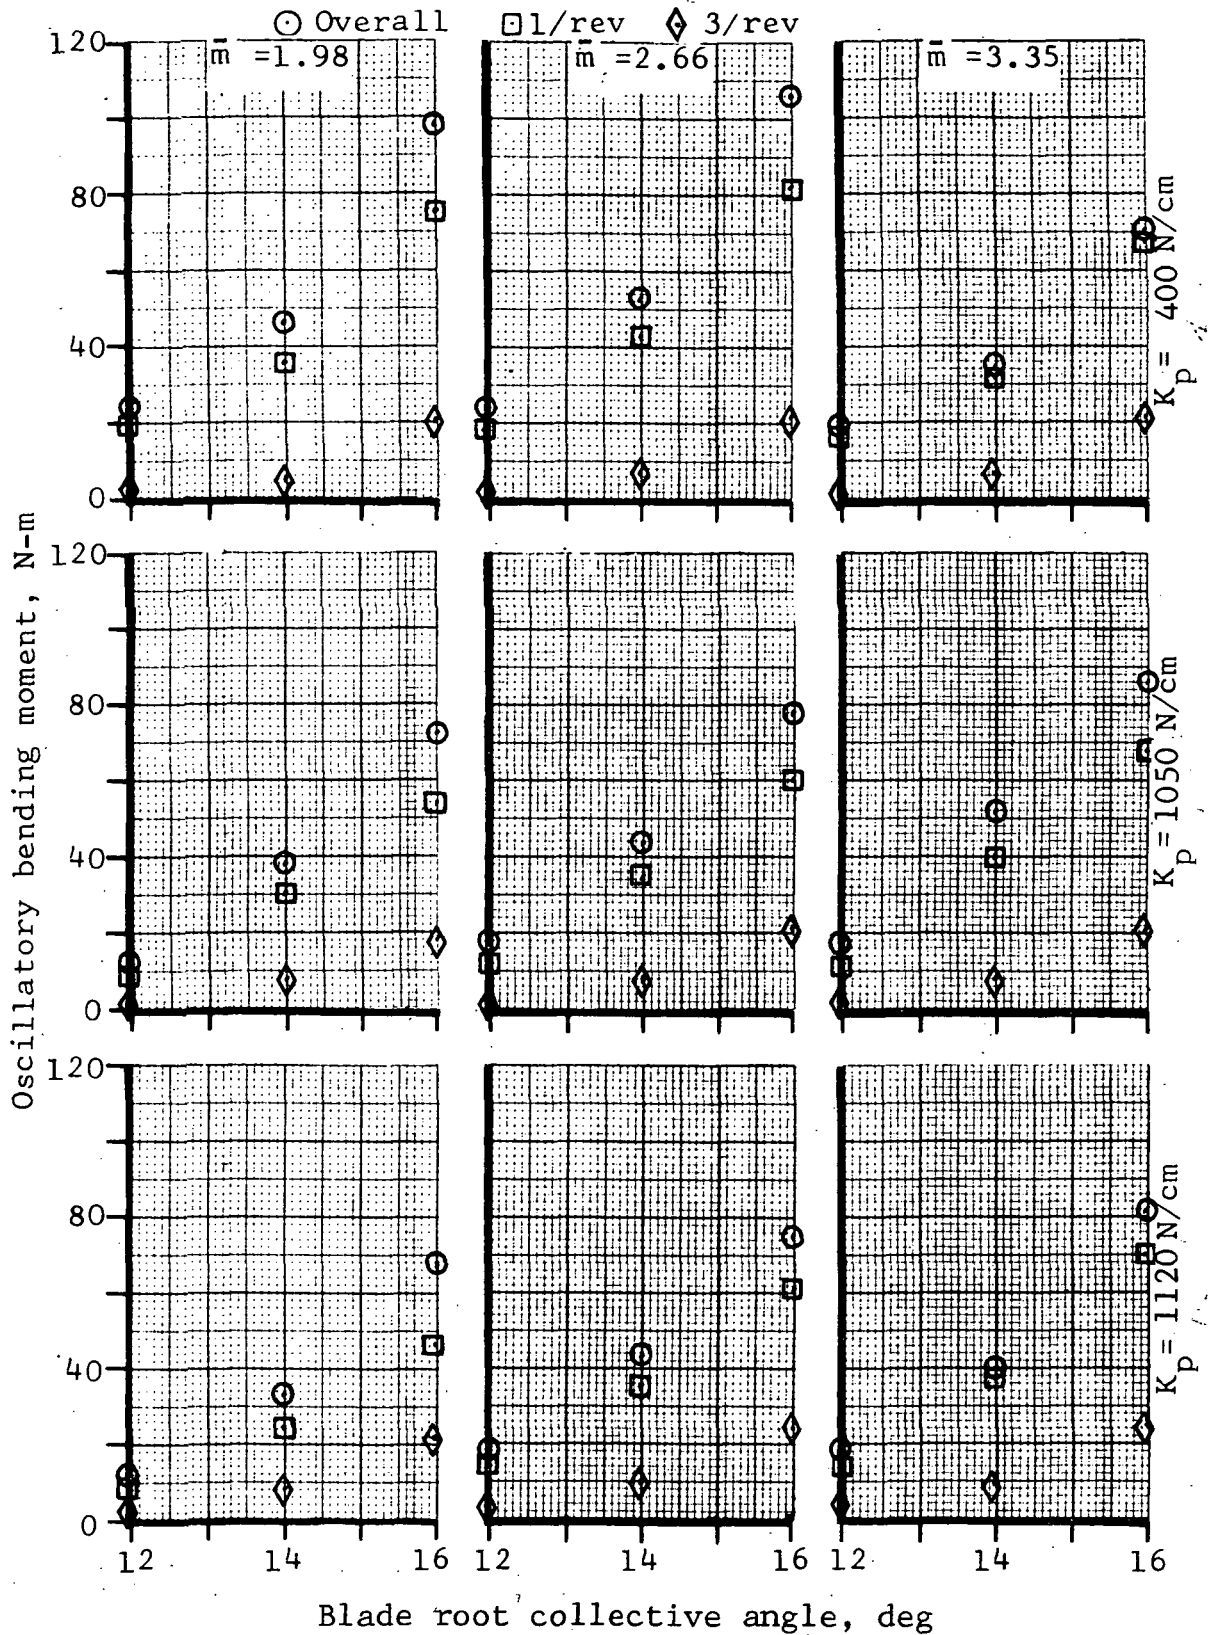 Overall 1/rev 3/rev
m̄ =1.98 m̄ =2.66 m̄ =3.35
120
80
40
0
K_p = 400 N/cm
120
80
40
0
K_p = 1050 N/cm
120
80
40
0
K_p = 1120 N/cm
Oscillatory bending moment, N-m
12 14 16 12 14 16 12 14 16
Blade root collective angle, deg